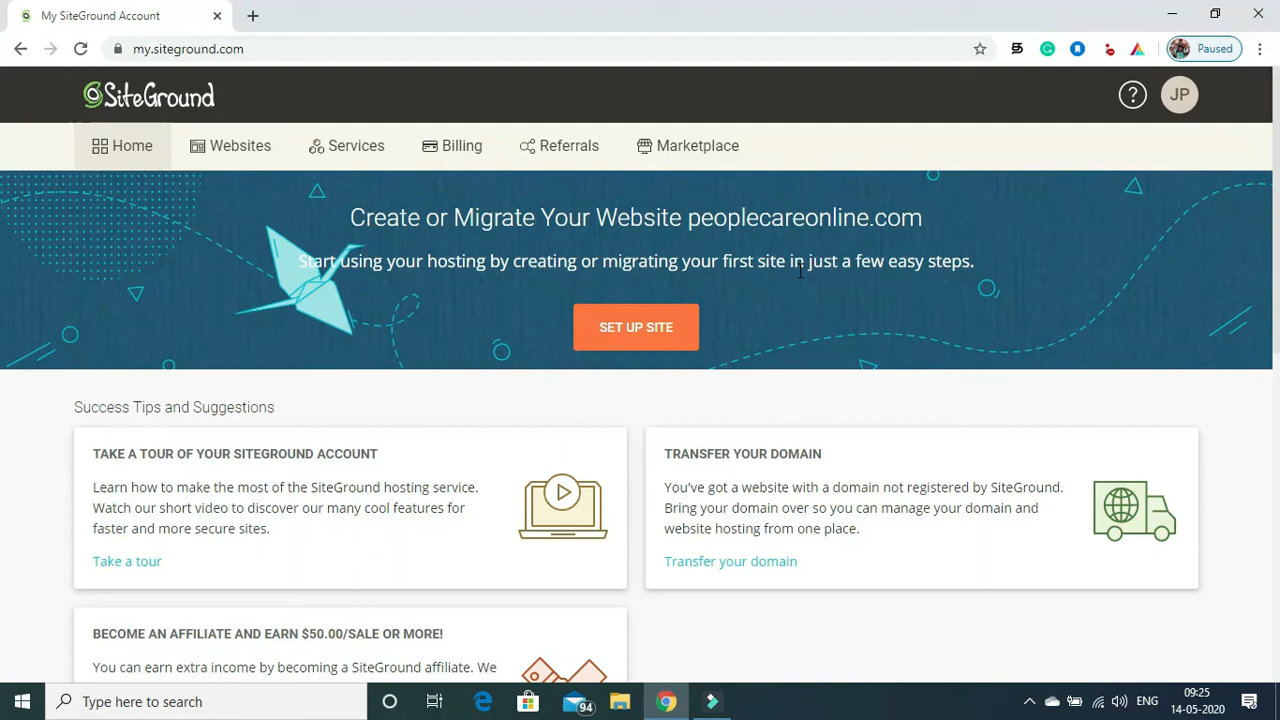 My SiteGround Account
my.siteground.com
Paused
SiteGround
?
JP
Home
Websites
Services
Billing
Referrals
Marketplace
Create or Migrate Your Website peoplecareonline.com
Start using your hosting by creating or migrating your first site in just a few easy steps.
SET UP SITE
Success Tips and Suggestions
TAKE A TOUR OF YOUR SITEGROUND ACCOUNT
Learn how to make the most of the SiteGround hosting service.
Watch our short video to discover our many cool features for
faster and more secure sites.
Take a tour
TRANSFER YOUR DOMAIN
You've got a website with a domain not registered by SiteGround.
Bring your domain over so you can manage your domain and
website hosting from one place.
Transfer your domain
BECOME AN AFFILIATE AND EARN $50.00/SALE OR MORE!
You can earn extra income by becoming a SiteGround affiliate. We
Type here to search
94
ENG
09:25
14-05-2020